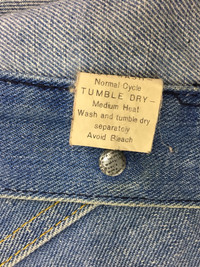 Normal Cycle
TUMBLE DRY—
Medium Heat
Wash and tumble dry
separately
Avoid Bleach